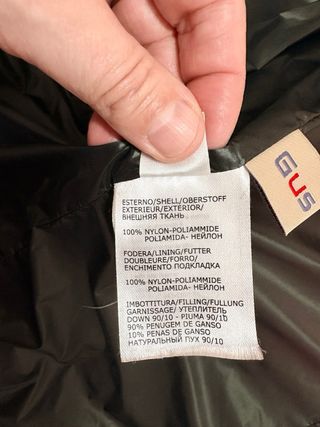 ESTERNO/SHELL/OBERSTOFF
EXTERIEUR/EXTERIOR/
ВНЕШНЯЯ ТКАНЬ
100% NYLON-POLIAMMIDE
POLIAMIDA- НЕЙЛОН
FODERA/LINING/FUTTER
DOUBLEURE/FORRO/
ENCHIMENTO ПОДКЛАДКА
100% NYLON-POLIAMMIDE
POLIAMIDA- НЕЙЛОН
IMBOTTITURA/FILLING/FULLUNG
GARNISSAGE/ УТЕПЛИТЕЛЬ
DOWN 90/10 - PIUMA 90/10
90% PENUGEM DE GANSO
10% PENAS DE GANSO
НАТУРАЛЬНЫЙ ПУХ 90/10
Gus